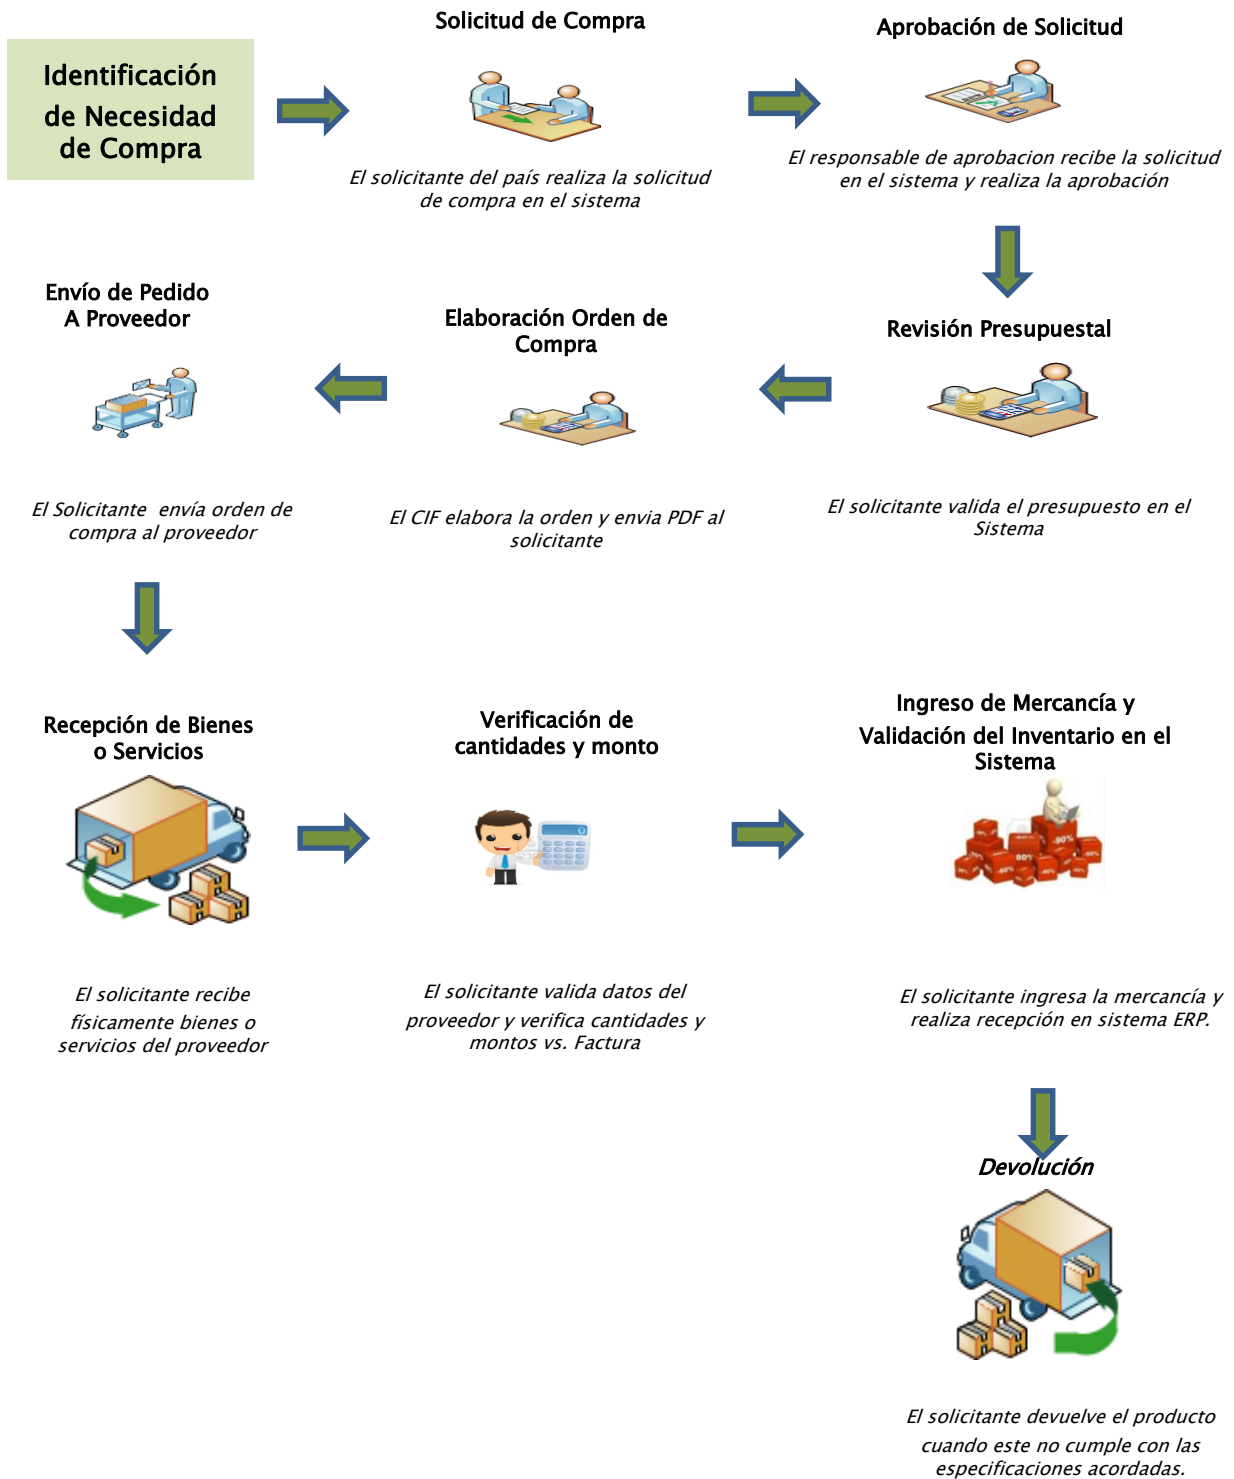 Identificación
de Necesidad
de Compra
Solicitud de Compra
El solicitante del país realiza la solicitud
de compra en el sistema
Aprobación de Solicitud
El responsable de aprobacion recibe la solicitud
en el sistema y realiza la aprobación
Revisión Presupuestal
El solicitante valida el presupuesto en el
Sistema
Elaboración Orden de
Compra
El CIF elabora la orden y envia PDF al
solicitante
Envío de Pedido
A Proveedor
El Solicitante  envía orden de
compra al proveedor
Recepción de Bienes
o Servicios
El solicitante recibe
físicamente bienes o
servicios del proveedor
Verificación de
cantidades y monto
El solicitante valida datos del
proveedor y verifica cantidades y
montos vs. Factura
Ingreso de Mercancía y
Validación del Inventario en el
Sistema
-90%
80%
El solicitante ingresa la mercancía y
realiza recepción en sistema ERP.
Devolución
El solicitante devuelve el producto
cuando este no cumple con las
especificaciones acordadas.